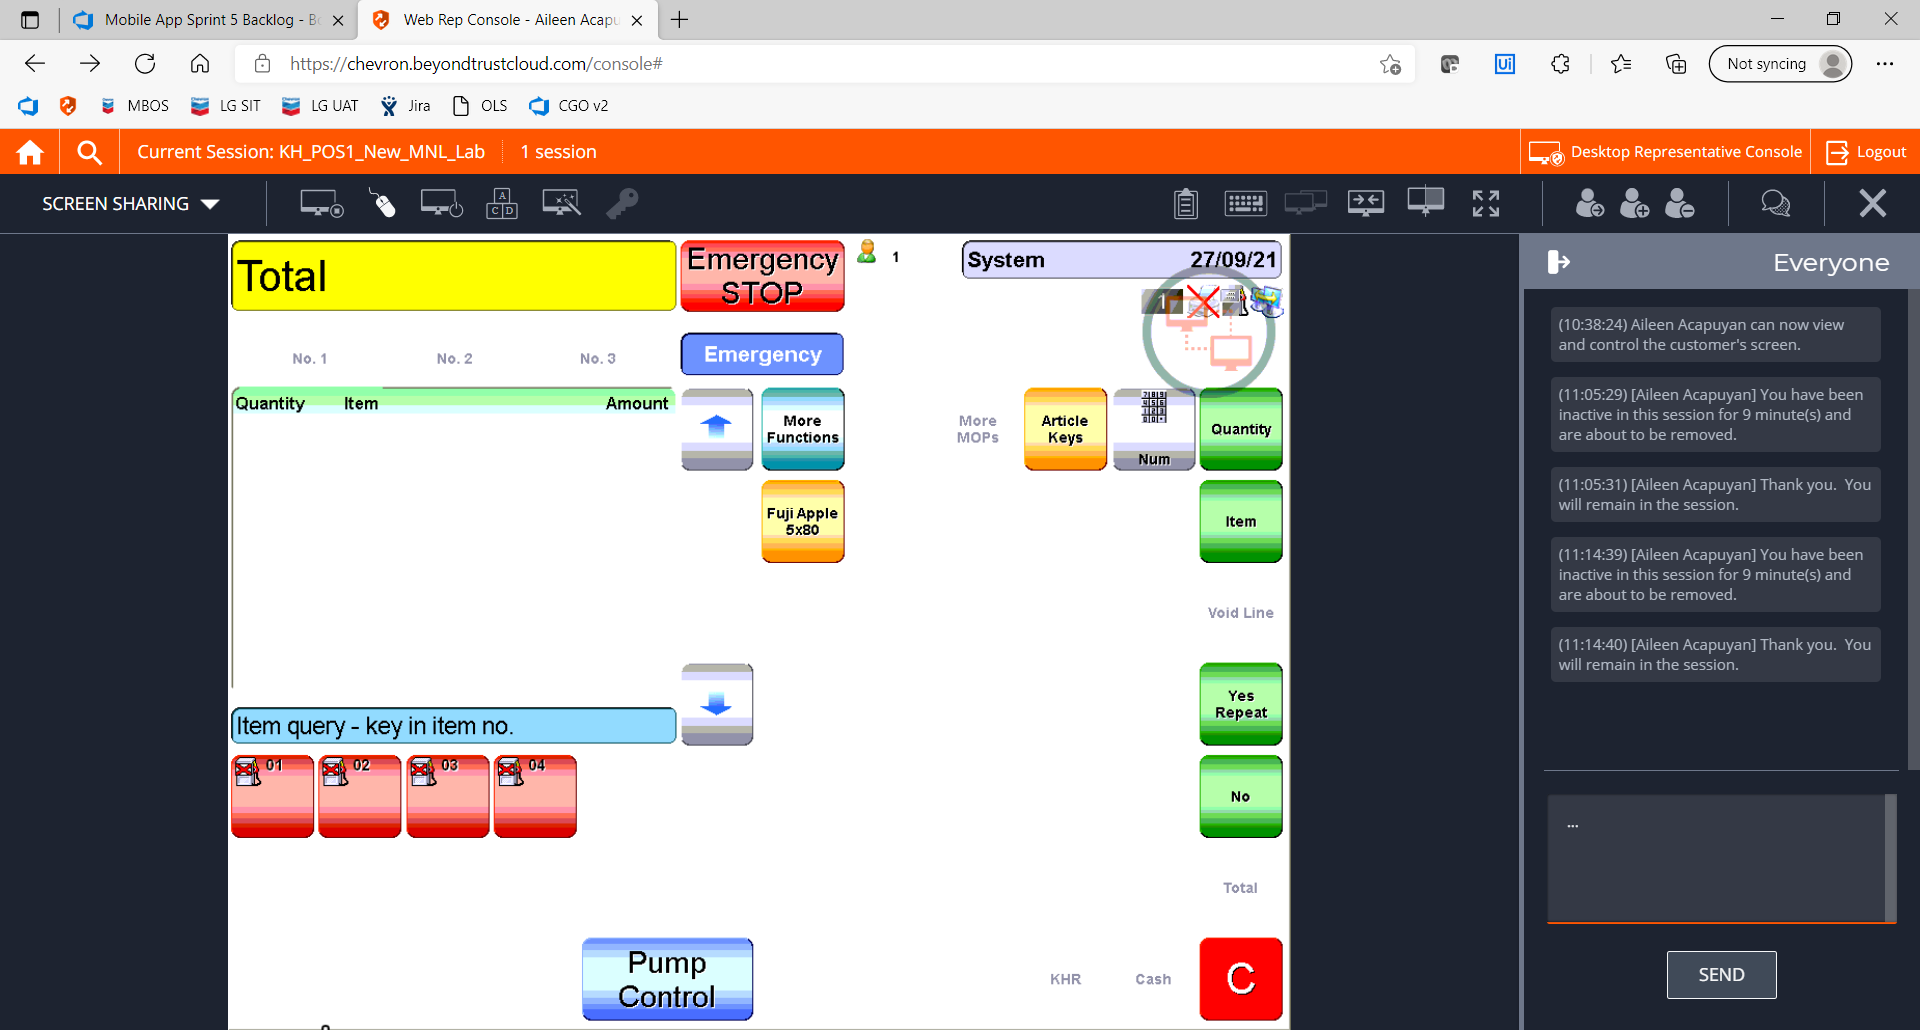 Mobile App Sprint 5 Backlog - Bo
Web Rep Console - Aileen Acapu
https://chevron.beyondtrustcloud.com/console#
Not syncing
MBOS
LG SIT
LG UAT
Jira
OLS
CGO v2
Current Session: KH_POS1_New_MNL_Lab
1 session
Desktop Representative Console
Logout
SCREEN SHARING
A
C D
Total
Emergency
STOP
1
System 27/09/21
1
No. 1
No. 2
No. 3
Emergency
Quantity Item Amount
More
Functions
More
MOPs
Article
Keys
Num
Quantity
Fuji Apple
5x80
Item
Void Line
Yes
Repeat
Item query - key in item no.
01
02
03
04
No
Total
Pump
Control
KHR
Cash
C
Everyone
(10:38:24) Aileen Acapuyan can now view
and control the customer's screen.
(11:05:29) [Aileen Acapuyan] You have been
inactive in this session for 9 minute(s) and
are about to be removed.
(11:05:31) [Aileen Acapuyan] Thank you. You
will remain in the session.
(11:14:39) [Aileen Acapuyan] You have been
inactive in this session for 9 minute(s) and
are about to be removed.
(11:14:40) [Aileen Acapuyan] Thank you. You
will remain in the session.
...
SEND